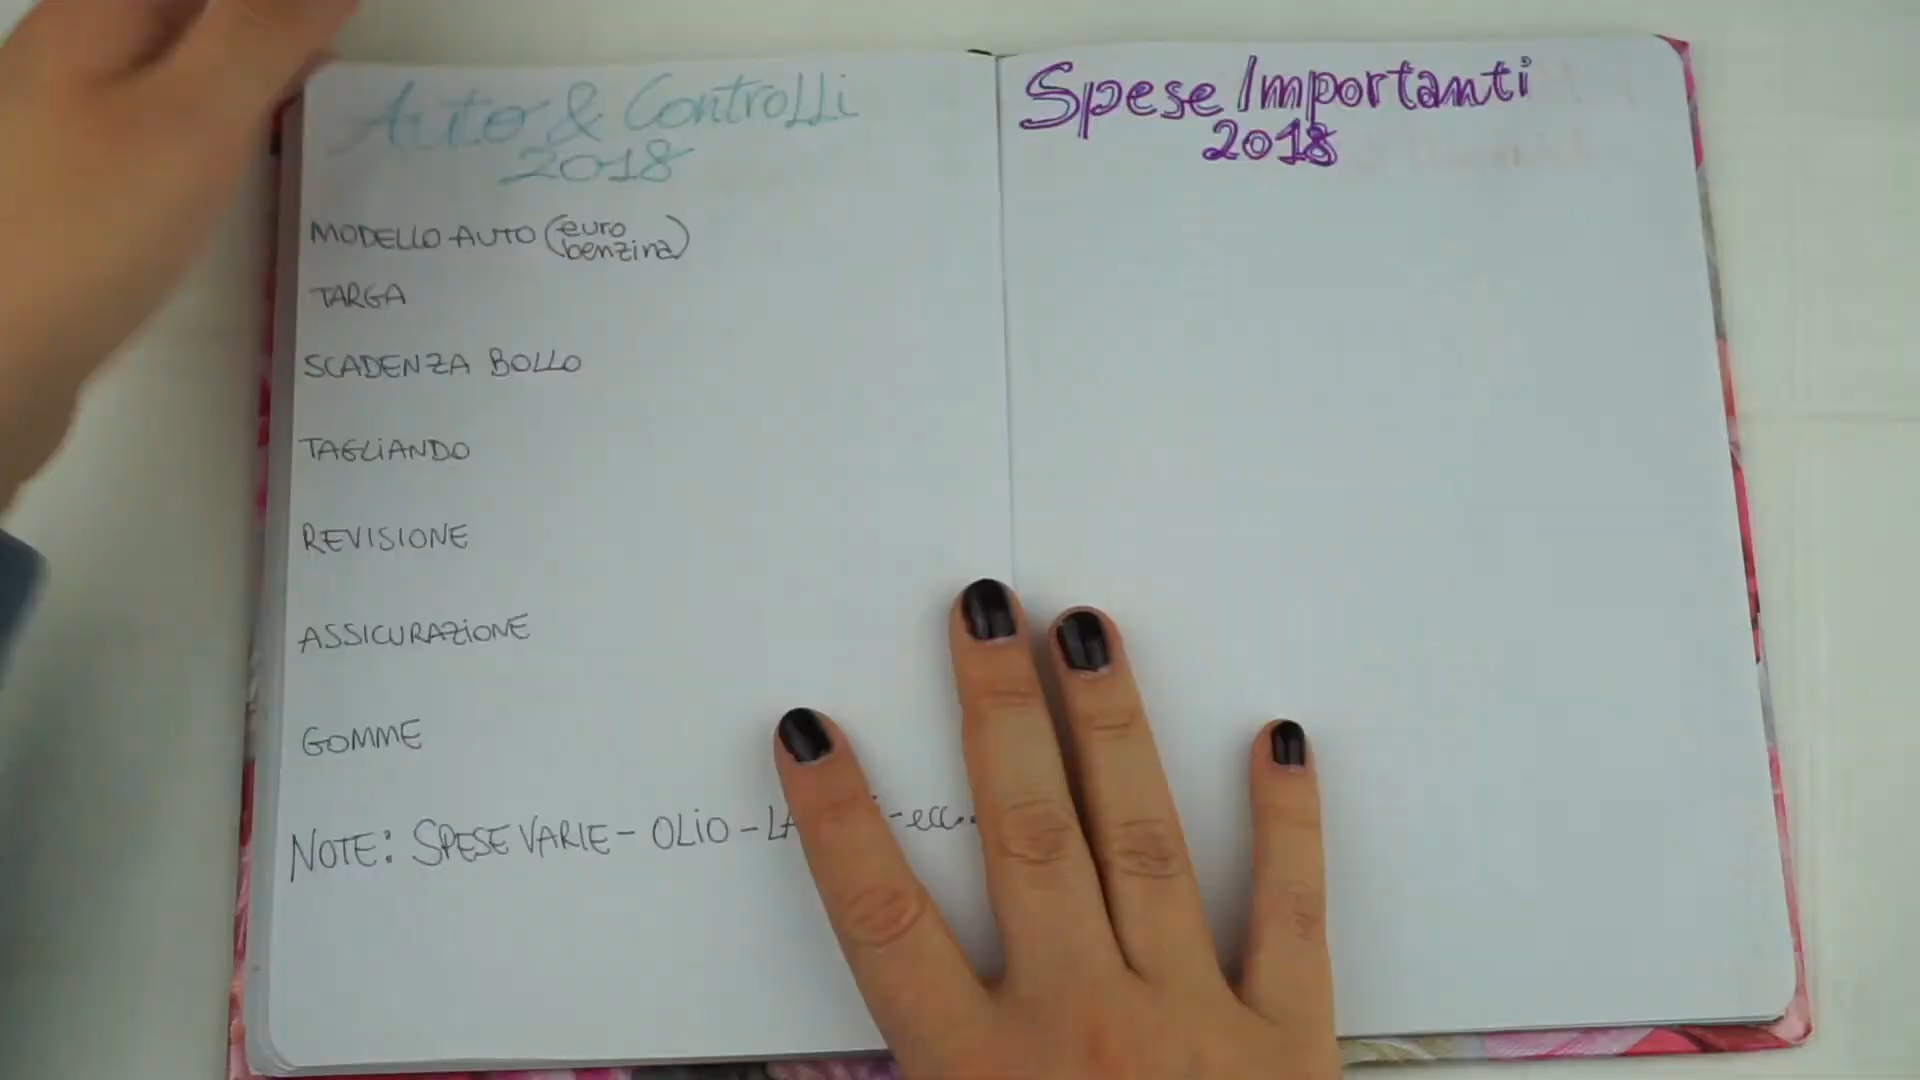 Auto & Controlli
2018
MODELLO AUTO (euro
benzina)
TARGA
SCADENZA BOLLO
TAGLIANDO
REVISIONE
ASSICURAZIONE
GOMME
NOTE: SPESE VARIE - OLIO - -ecc..
Spese Importanti
2018